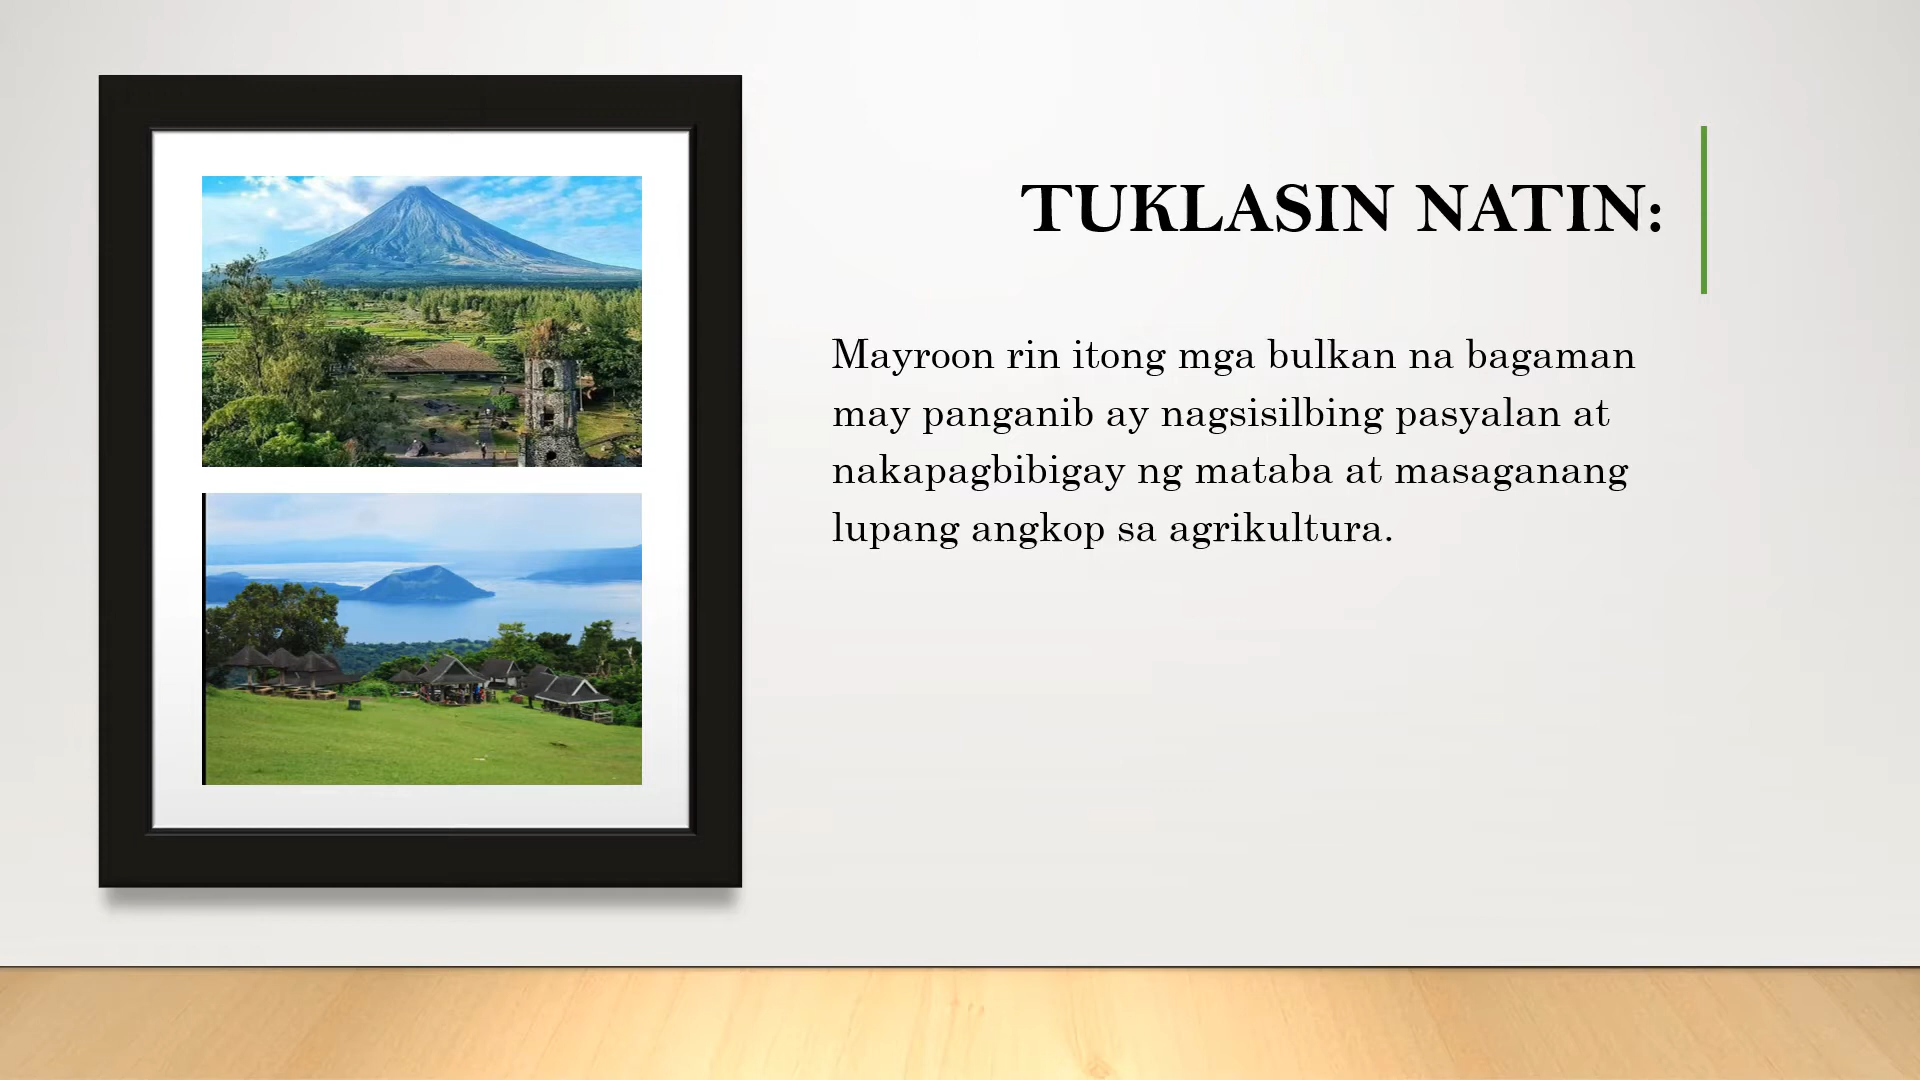 TUKLASIN NATIN:
Mayroon rin itong mga bulkan na bagaman
may panganib ay nagsisilbing pasyalan at
nakapagbibigay ng mataba at masaganang
lupang angkop sa agrikultura.